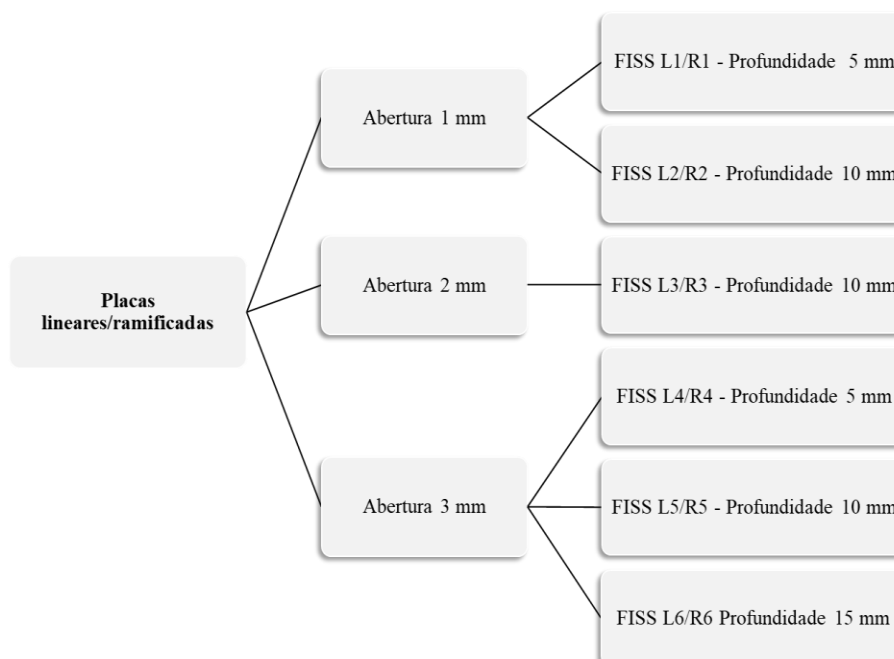 FISS L1/R1 - Profundidade 5 mm
Abertura 1 mm
FISS L2/R2 - Profundidade 10 mm
Abertura 2 mm
FISS L3/R3 - Profundidade 10 mm
Placas
lineares/ramificadas
FISS L4/R4 - Profundidade 5 mm
Abertura 3 mm
FISS L5/R5 - Profundidade 10 mm
FISS L6/R6 Profundidade 15 mm